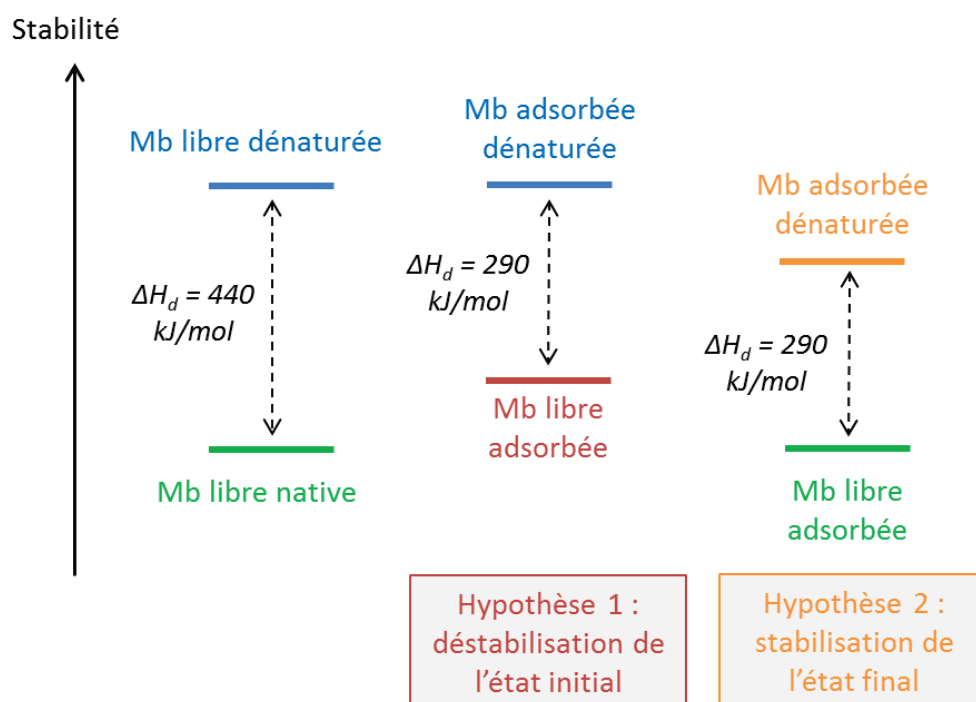 Stabilité
Mb libre dénaturée
ΔHd = 440
kJ/mol
Mb libre native
Mb adsorbée
dénaturée
ΔHd = 290
kJ/mol
Mb libre
adsorbée
Hypothèse 1 :
déstabilisation de
l'état initial
Mb adsorbée
dénaturée
ΔHd = 290
kJ/mol
Mb libre
adsorbée
Hypothèse 2 :
stabilisation de
l'état final